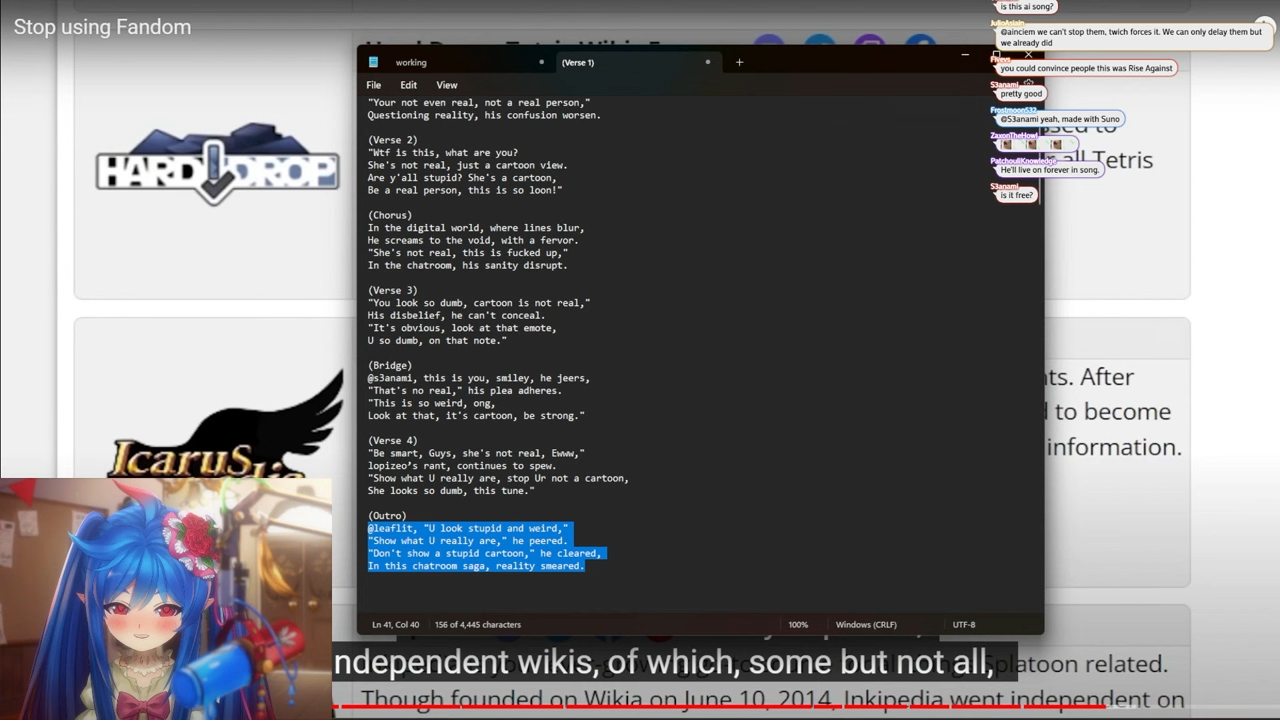 Stop using Fandom
is this ai song?
JulioAslain
@ainciem we can't stop them, twich forces it. We can only delay them but
we already did
you could convince people this was Rise Against
S3anami
pretty good
Frostmoon532
@S3anami yeah, made with Suno
ZaxonTheHowl
PatchouliKnowledge
He'll live on forever in song.
S3anami
is it free?
working
(Verse 1)
File
Edit
View
"Your not even real, not a real person,"
Questioning reality, his confusion worsen.
(Verse 2)
"Wtf is this, what are you?
She's not real, just a cartoon view.
Are y'all stupid? She's a cartoon,
Be a real person, this is so loon!"
(Chorus)
In the digital world, where lines blur,
He screams to the void, with a fervor.
"She's not real, this is fucked up,"
In the chatroom, his sanity disrupt.
(Verse 3)
"You look so dumb, cartoon is not real,"
His disbelief, he can't conceal.
"It's obvious, look at that emote,
U so dumb, on that note."
(Bridge)
@s3anami, this is you, smiley, he jeers,
"That's no real," his plea adheres.
"This is so weird, ong,
Look at that, it's cartoon, be strong."
(Verse 4)
"Be smart, Guys, she's not real, Ewww,"
lopizeo's rant, continues to spew.
"Show what U really are, stop Ur not a cartoon,
She looks so dumb, this tune."
(Outro)
@leaflit, "U look stupid and weird,"
"Show what U really are," he peered.
"Don't show a stupid cartoon," he cleared,
In this chatroom saga, reality smeared.
Ln 41, Col 40
156 of 4,445 characters
100%
Windows (CRLF)
UTF-8
HARD DROP
Tetris
Icarus
nts. After
d to become
information.
ndependent wikis, of which, some but not all,
Splatoon related.
Though founded on Wikia on June 10, 2014, Inkipedia went independent on